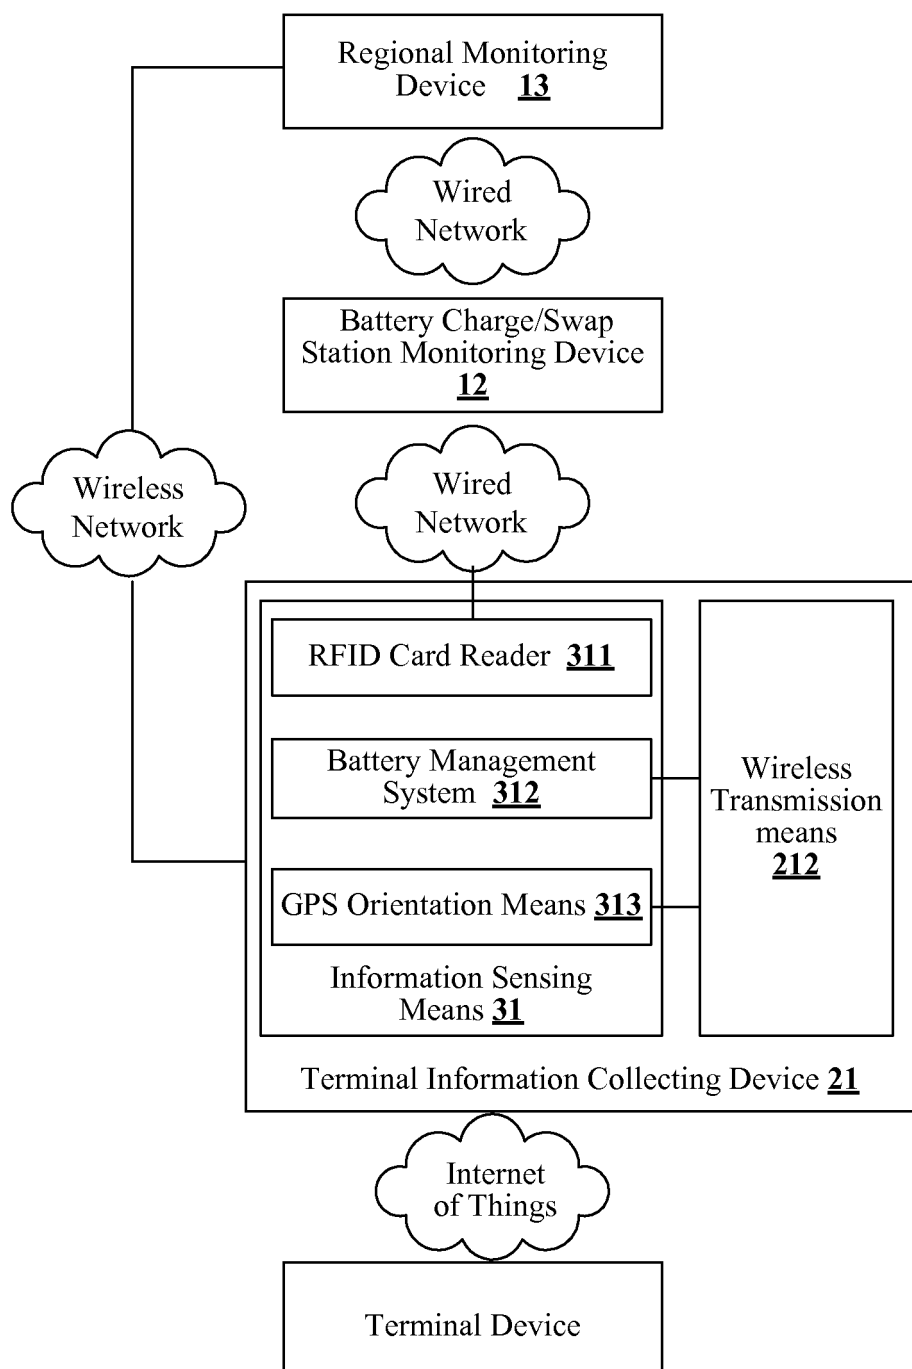 Regional Monitoring
Device 13
Wired
Network
Battery Charge/Swap
Station Monitoring Device
12
Wireless
Network
Wired
Network
RFID Card Reader 311
Battery Management
System 312
GPS Orientation Means 313
Information Sensing
Means 31
Wireless
Transmission
means
212
Terminal Information Collecting Device 21
Internet
of Things
Terminal Device